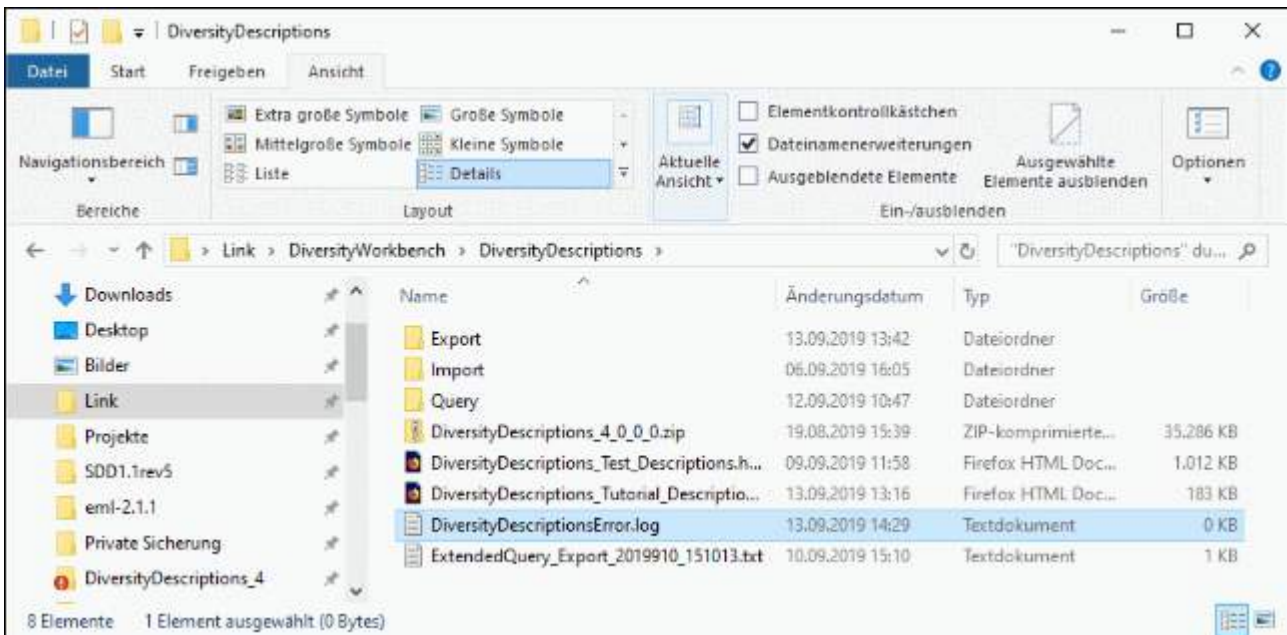 DiversityDescriptions
Datei Start Freigeben Ansicht
Extra große Symbole Große Symbole
Mittelgroße Symbole Kleine Symbole
Liste Details
Navigationsbereich
Aktuelle Ansicht
Elementkontrollkästchen
Dateinamenerweiterungen
Ausgeblendete Elemente
Ausgewählte
Elemente ausblenden
Optionen
Bereiche Layout Ein-/ausblenden
Link > DiversityWorkbench > DiversityDescriptions > "DiversityDescriptions" du...
Downloads
Desktop
Bilder
Link
Projekte
SDD1.1rev5
eml-2.1.1
Private Sicherung
DiversityDescriptions_4
Name Änderungsdatum Typ Größe
Export 13.09.2019 13:42 Dateiordner
Import 06.09.2019 16:05 Dateiordner
Query 12.09.2019 10:47 Dateiordner
DiversityDescriptions_4_0_0_0.zip 19.08.2019 15:39 ZIP-komprimierte... 35.286 KB
DiversityDescriptions_Test_Descriptions.h... 09.09.2019 11:58 Firefox HTML Doc... 1.012 KB
DiversityDescriptions_Tutorial_Descriptio... 13.09.2019 13:16 Firefox HTML Doc... 183 KB
DiversityDescriptionsError.log 13.09.2019 14:29 Textdokument 0 KB
ExtendedQuery_Export_2019910_151013.txt 10.09.2019 15:10 Textdokument 1 KB
8 Elemente 1 Element ausgewählt (0 Bytes)